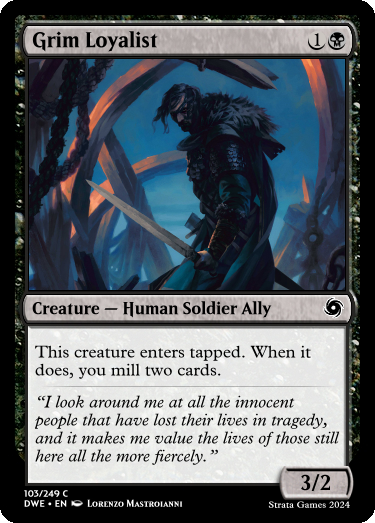 Grim Loyalist 1
Creature — Human Soldier Ally
This creature enters tapped. When it
does, you mill two cards.
“I look around me at all the innocent
people that have lost their lives in tragedy,
and it makes me value the lives of those still
here all the more fiercely.”
3/2
103/249 C
DWE • EN Lorenzo Mastroianni
Strata Games 2024